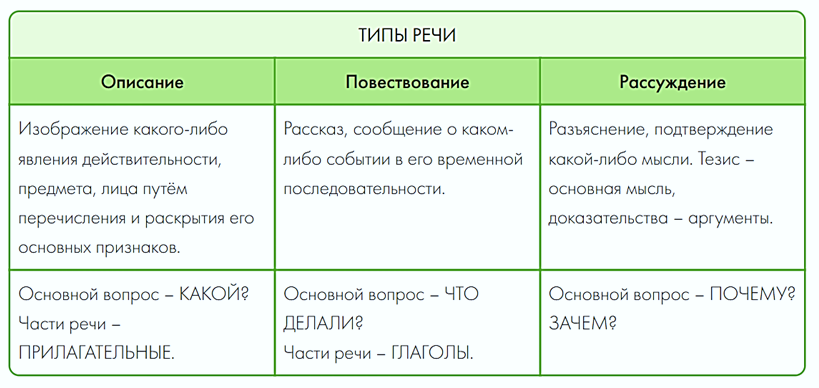 ТИПЫ РЕЧИ
Описание
Повествование
Рассуждение
Изображение какого-либо
явления действительности,
предмета, лица путём
перечисления и раскрытия его
основных признаков.
Рассказ, сообщение о каком-
либо событии в его временной
последовательности.
Разъяснение, подтверждение
какой-либо мысли. Тезис –
основная мысль,
доказательства – аргументы.
Основной вопрос – КАКОЙ?
Части речи –
ПРИЛАГАТЕЛЬНЫЕ.
Основной вопрос – ЧТО
ДЕЛАЛИ?
Части речи – ГЛАГОЛЫ.
Основной вопрос – ПОЧЕМУ?
ЗАЧЕМ?